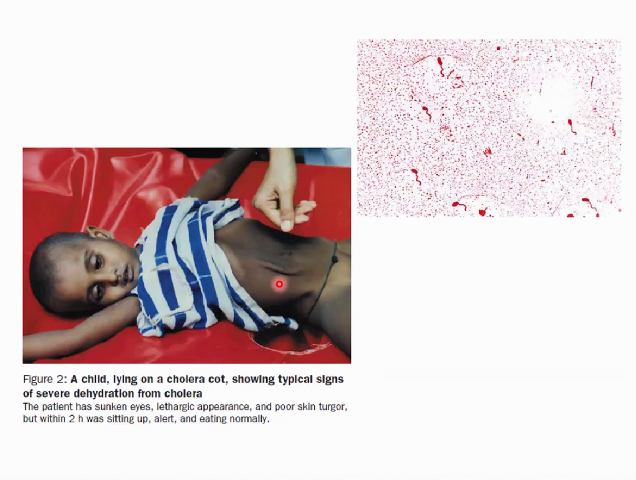 Figure 2: A child, lying on a cholera cot, showing typical signs
of severe dehydration from cholera
The patient has sunken eyes, lethargic appearance, and poor skin turgor,
but within 2 h was sitting up, alert, and eating normally.